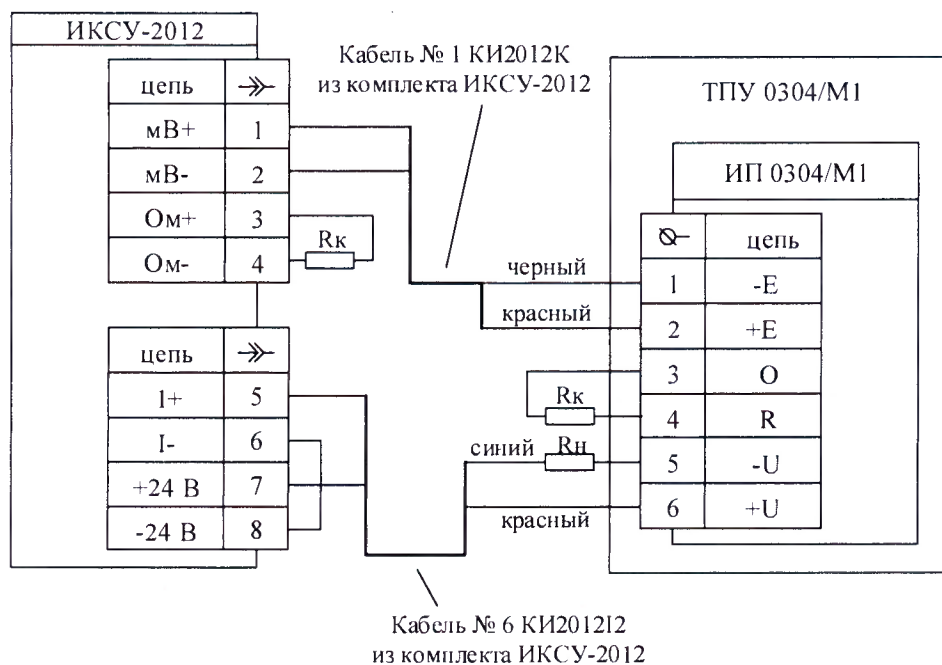 ИКСУ-2012
цепь
мВ+ 1
мВ- 2
Ом+ 3
Ом- 4
Rк
цепь
1+ 5
I- 6
+24 В 7
-24 В 8
Кабель № 1 КИ2012К
из комплекта ИКСУ-2012
ТПУ 0304/М1
ИП 0304/М1
цепь
черный 1 -E
красный 2 +E
3 O
Rк 4 R
синий Rн 5 -U
красный 6 +U
Кабель № 6 КИ2012I2
из комплекта ИКСУ-2012